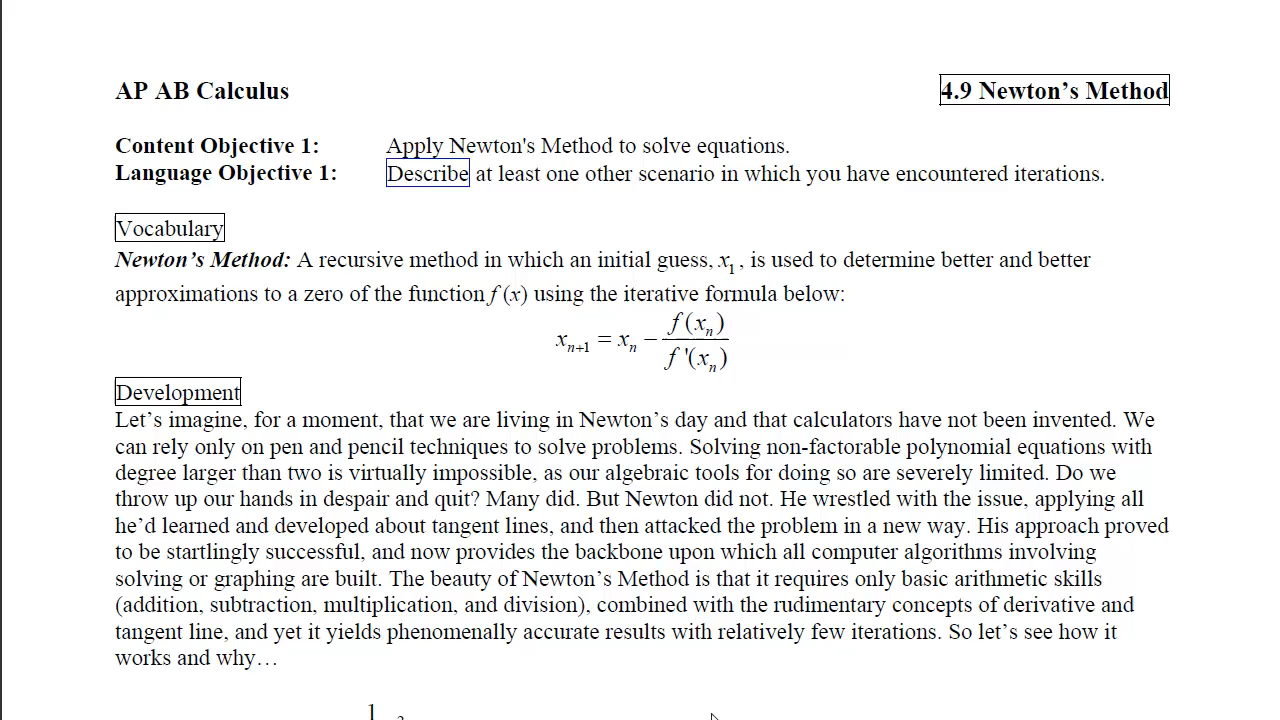 AP AB Calculus 4.9 Newton’s Method
Content Objective 1: Apply Newton's Method to solve equations.
Language Objective 1: Describe at least one other scenario in which you have encountered iterations.
Vocabulary
Newton’s Method: A recursive method in which an initial guess, x₁, is used to determine better and better
approximations to a zero of the function f (x) using the iterative formula below:
xₙ₊₁ = xₙ − f (xₙ) / f '(xₙ)
Development
Let’s imagine, for a moment, that we are living in Newton’s day and that calculators have not been invented. We
can rely only on pen and pencil techniques to solve problems. Solving non-factorable polynomial equations with
degree larger than two is virtually impossible, as our algebraic tools for doing so are severely limited. Do we
throw up our hands in despair and quit? Many did. But Newton did not. He wrestled with the issue, applying all
he’d learned and developed about tangent lines, and then attacked the problem in a new way. His approach proved
to be startlingly successful, and now provides the backbone upon which all computer algorithms involving
solving or graphing are built. The beauty of Newton’s Method is that it requires only basic arithmetic skills
(addition, subtraction, multiplication, and division), combined with the rudimentary concepts of derivative and
tangent line, and yet it yields phenomenally accurate results with relatively few iterations. So let’s see how it
works and why…